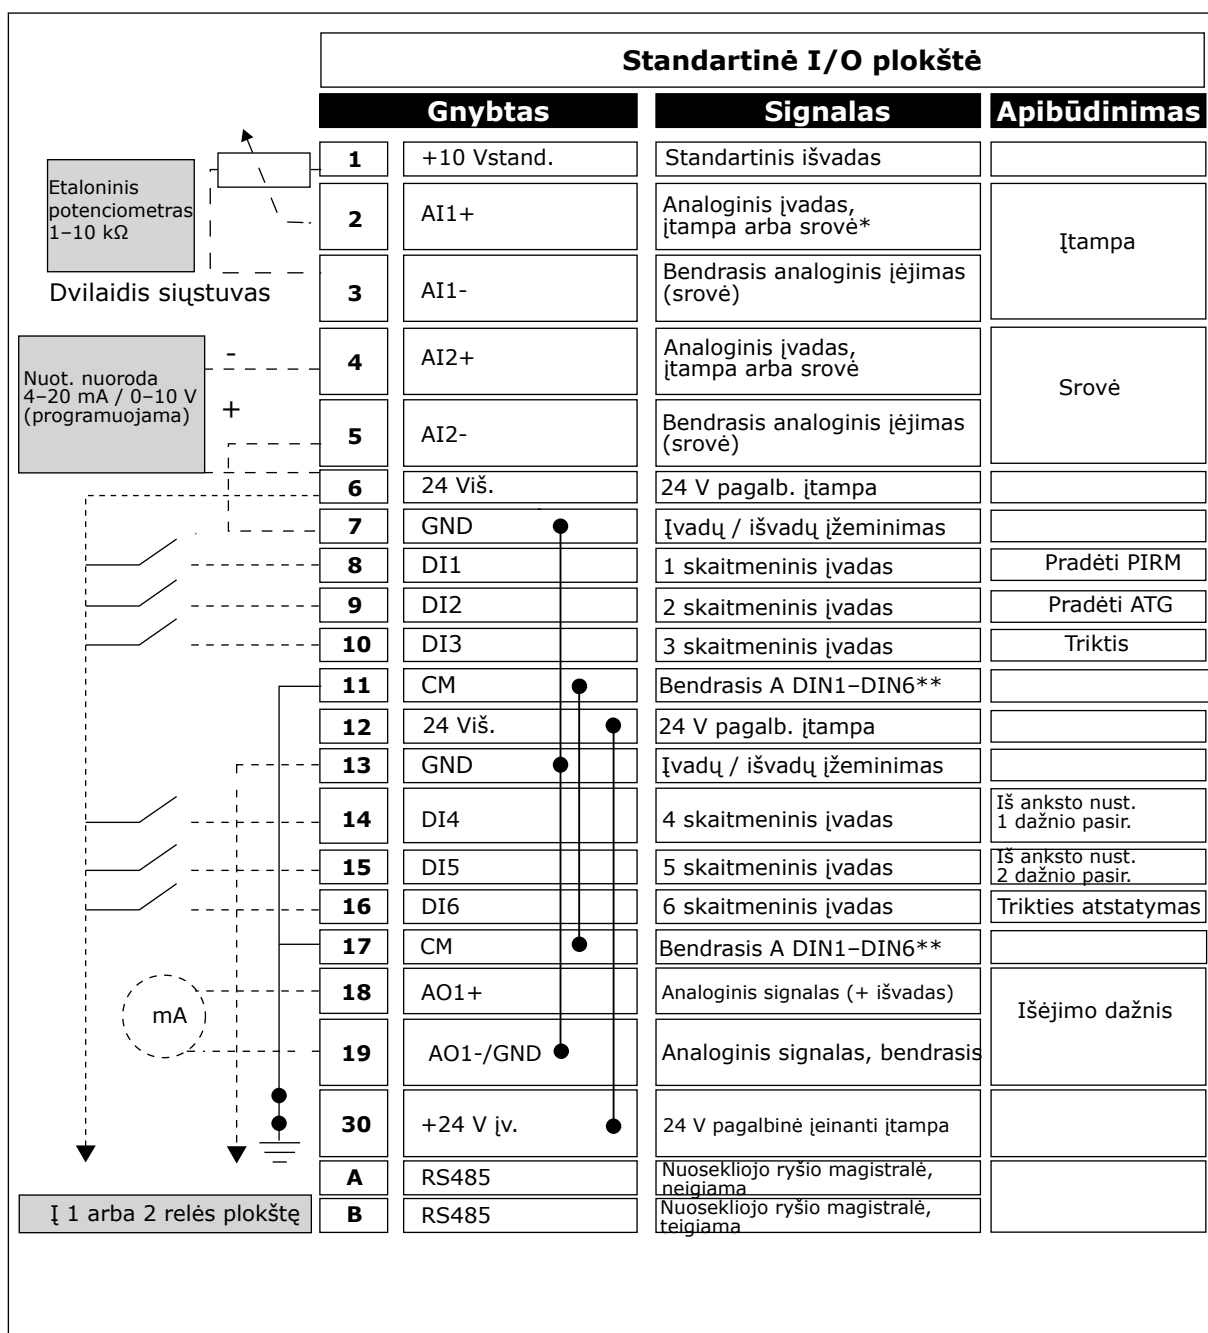 Standartinė I/O plokštė
Gnybtas Signalas Apibūdinimas
Etaloninis
potenciometras
1–10 kΩ
Dvilaidis siųstuvas
Nuot. nuoroda
4–20 mA / 0–10 V
(programuojama)
-
+
mA
Į 1 arba 2 relės plokštę
1 +10 Vstand. Standartinis išvadas
2 AI1+ Analoginis įvadas,
įtampa arba srovė*
Įtampa
3 AI1- Bendrasis analoginis įėjimas
(srovė)
4 AI2+ Analoginis įvadas,
įtampa arba srovė
Srovė
5 AI2- Bendrasis analoginis įėjimas
(srovė)
6 24 Viš. 24 V pagalb. įtampa
7 GND Įvadų / išvadų įžeminimas
8 DI1 1 skaitmeninis įvadas Pradėti PIRM
9 DI2 2 skaitmeninis įvadas Pradėti ATG
10 DI3 3 skaitmeninis įvadas Triktis
11 CM Bendrasis A DIN1–DIN6**
12 24 Viš. 24 V pagalb. įtampa
13 GND Įvadų / išvadų įžeminimas
14 DI4 4 skaitmeninis įvadas Iš anksto nust.
1 dažnio pasir.
15 DI5 5 skaitmeninis įvadas Iš anksto nust.
2 dažnio pasir.
16 DI6 6 skaitmeninis įvadas Trikties atstatymas
17 CM Bendrasis A DIN1–DIN6**
18 AO1+ Analoginis signalas (+ išvadas)
Išėjimo dažnis
19 AO1-/GND Analoginis signalas, bendrasis
30 +24 V įv. 24 V pagalbinė įeinanti įtampa
A RS485 Nuosekliojo ryšio magistralė,
neigiama
B RS485 Nuosekliojo ryšio magistralė,
teigiama